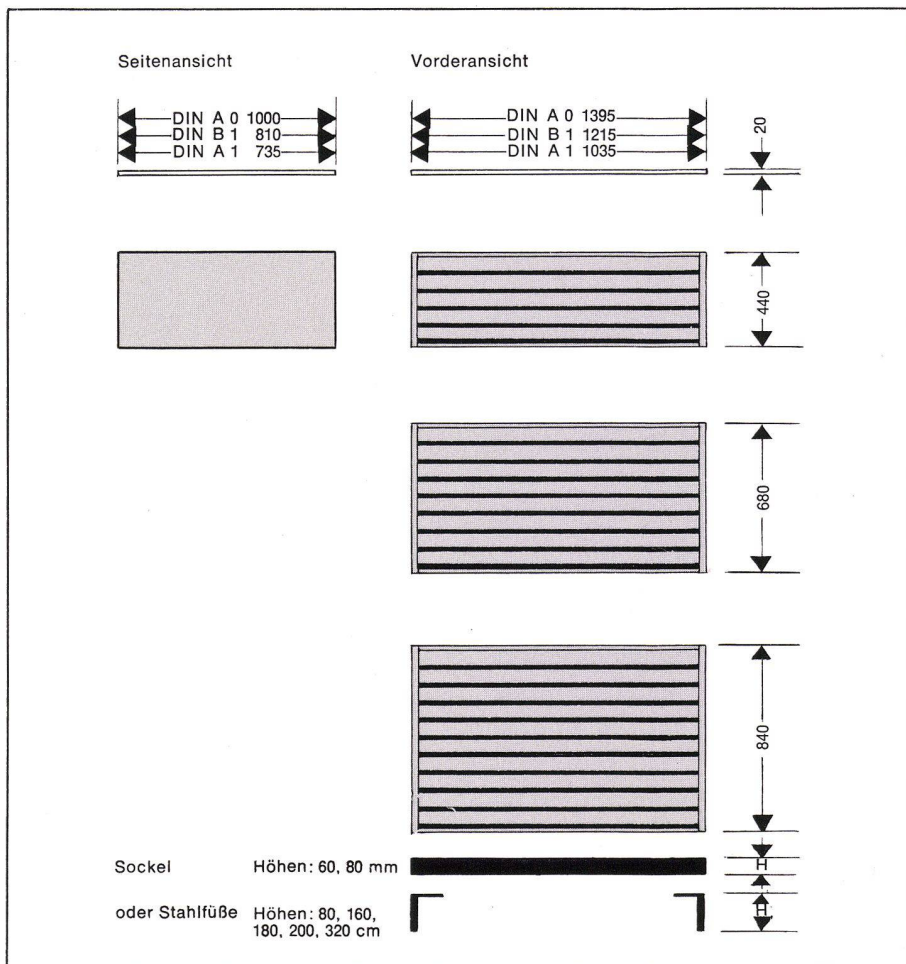 Seitenansicht
Vorderansicht
DIN A 0 1000
DIN B 1 810
DIN A 1 735
DIN A 0 1395
DIN B 1 1215
DIN A 1 1035
20
440
680
840
Sockel Höhen: 60, 80 mm
H
oder Stahlfüße Höhen: 80, 160,
180, 200, 320 cm
H